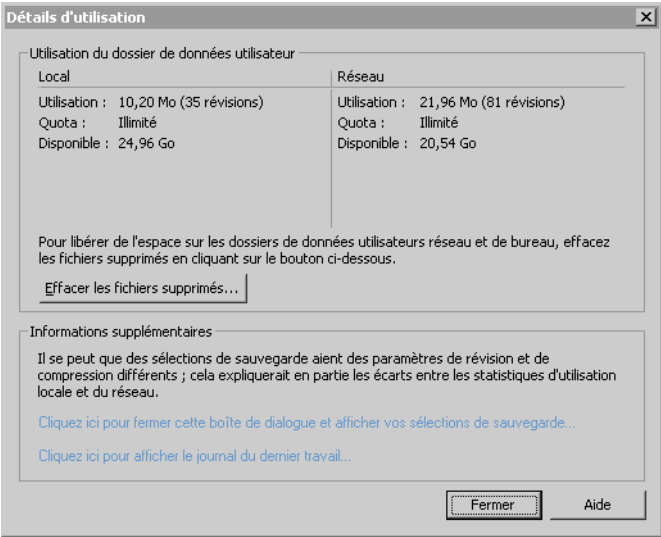 Détails d'utilisation
Utilisation du dossier de données utilisateur
Local
Réseau
Utilisation : 10,20 Mo (35 révisions)
Quota : Illimité
Disponible : 24,96 Go
Utilisation : 21,96 Mo (81 révisions)
Quota : Illimité
Disponible : 20,54 Go
Pour libérer de l'espace sur les dossiers de données utilisateurs réseau et de bureau, effacez
les fichiers supprimés en cliquant sur le bouton ci-dessous.
Effacer les fichiers supprimés...
Informations supplémentaires
Il se peut que des sélections de sauvegarde aient des paramètres de révision et de
compression différents ; cela expliquerait en partie les écarts entre les statistiques d'utilisation
locale et du réseau.
Cliquez ici pour fermer cette boîte de dialogue et afficher vos sélections de sauvegarde...
Cliquez ici pour afficher le journal du dernier travail...
Fermer
Aide